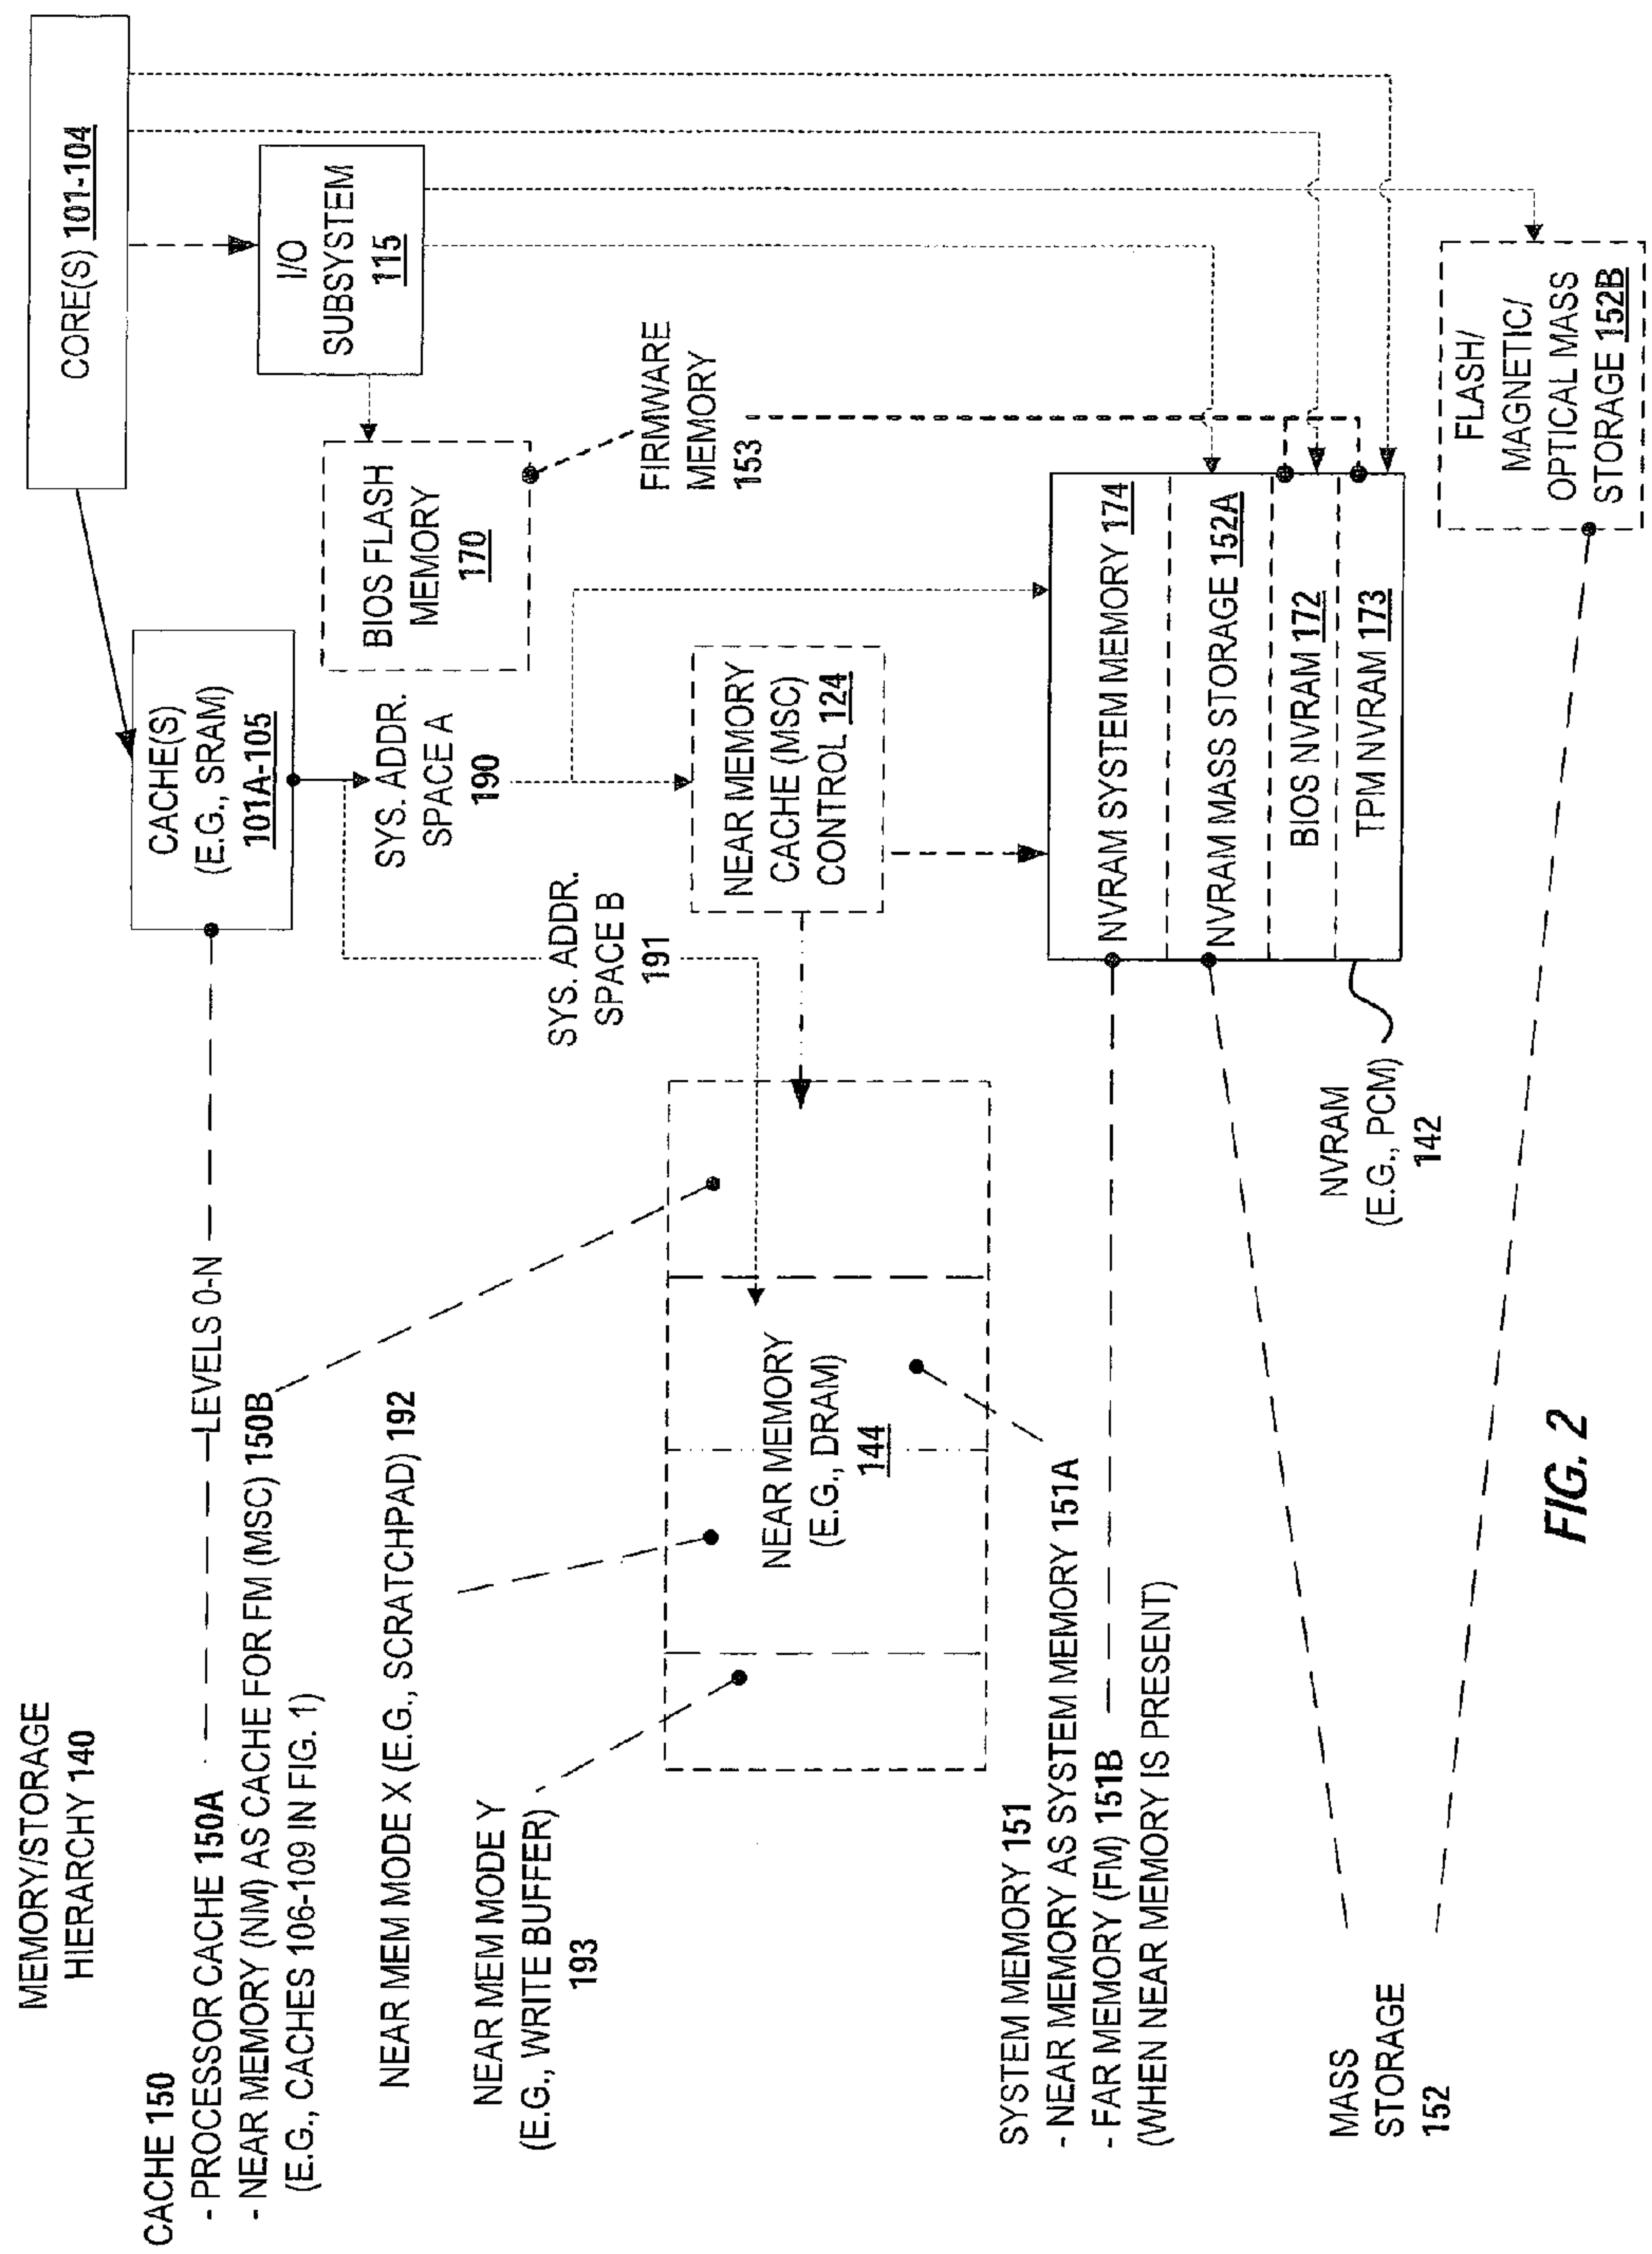 MEMORY/STORAGE
HIERARCHY 140
CACHE 150
- PROCESSOR CACHE 150A
LEVELS 0-N
- NEAR MEMORY (NM) AS CACHE FOR FM (MSC) 150B
(E.G., CACHES 106-109 IN FIG. 1)
NEAR MEM MODE X (E.G., SCRATCHPAD) 192
NEAR MEM MODE Y
(E.G., WRITE BUFFER)
193
SYSTEM MEMORY 151
- NEAR MEMORY AS SYSTEM MEMORY 151A
- FAR MEMORY (FM) 151B
(WHEN NEAR MEMORY IS PRESENT)
MASS
STORAGE
152
CORE(S) 101-104
CACHE(S)
(E.G., SRAM)
101A-105
I/O
SUBSYSTEM
115
BIOS FLASH
MEMORY
170
SYS. ADDR.
SPACE A
190
SYS. ADDR.
SPACE B
191
FIRMWARE
MEMORY
153
NEAR MEMORY
CACHE (MSC)
CONTROL 124
NEAR MEMORY
(E.G., DRAM)
144
NVRAM SYSTEM MEMORY 174
NVRAM MASS STORAGE 152A
BIOS NVRAM 172
TPM NVRAM 173
NVRAM
(E.G., PCM)
142
FLASH/
MAGNETIC/
OPTICAL MASS
STORAGE 152B
FIG. 2